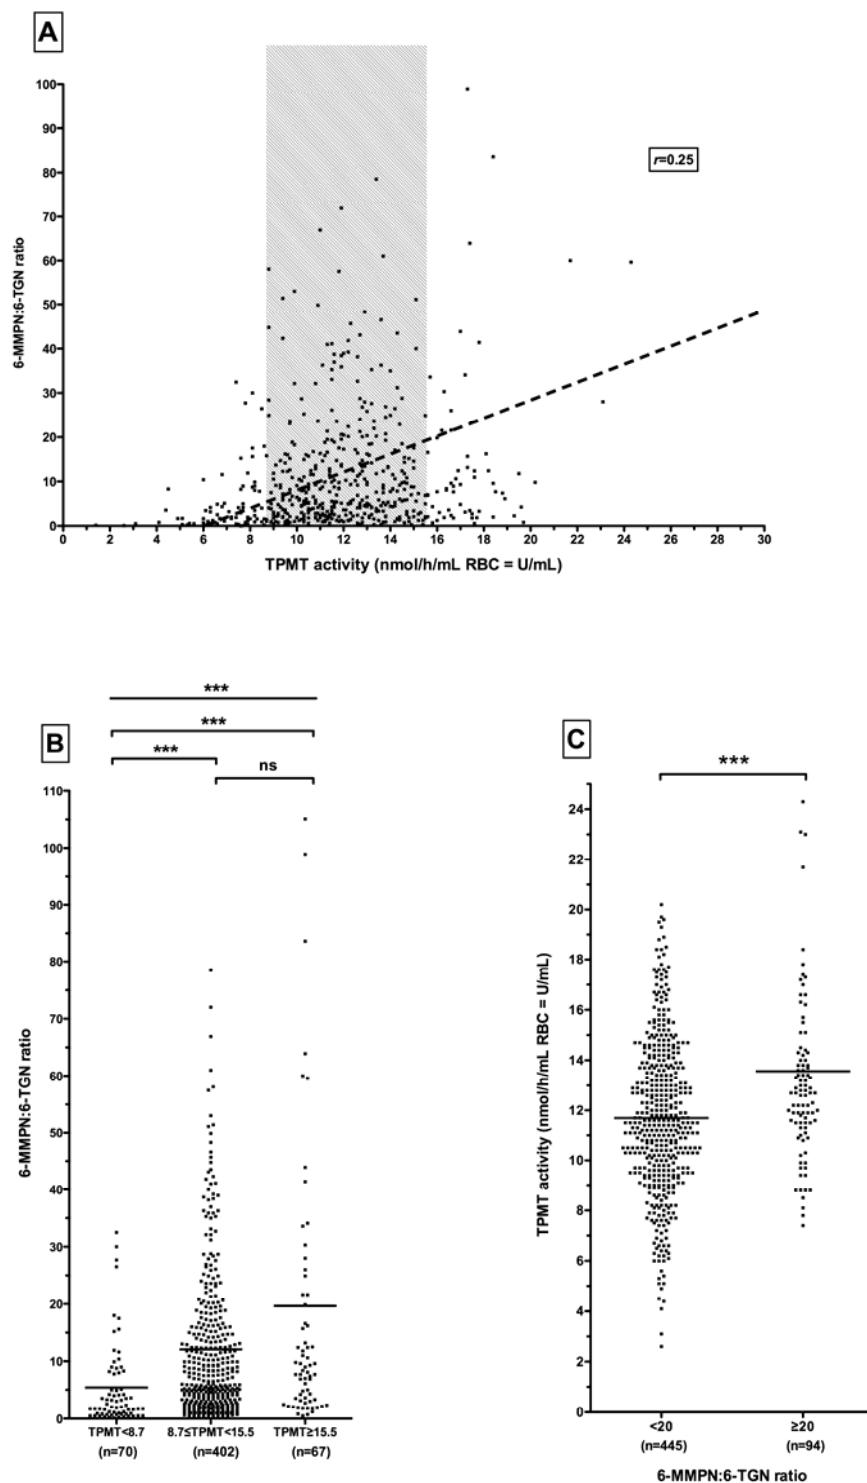 A
100
90
80
70
60
50
40
30
20
10
0
6-MMPN:6-TGN ratio
r=0.25
0 2 4 6 8 10 12 14 16 18 20 22 24 26 28 30
TPMT activity (nmol/h/mL RBC = U/mL)
B
***
***
***
ns
110
100
90
80
70
60
50
40
30
20
10
0
6-MMPN:6-TGN ratio
TPMT<8.7 8.7≤TPMT<15.5 TPMT≥15.5
(n=70) (n=402) (n=67)
C
***
24
22
20
18
16
14
12
10
8
6
4
2
0
TPMT activity (nmol/h/mL RBC = U/mL)
<20 ≥20
(n=445) (n=94)
6-MMPN:6-TGN ratio